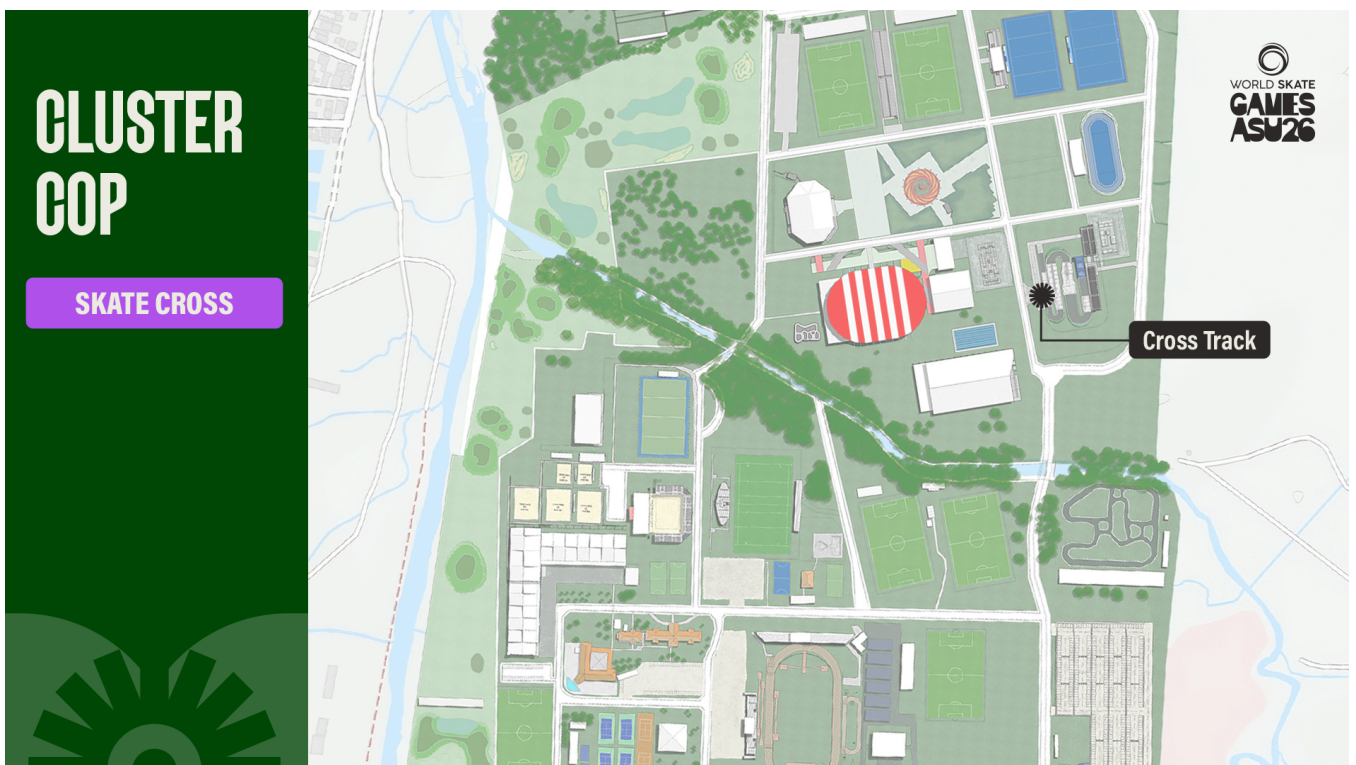 CLUSTER
COP
SKATE CROSS
WORLD SKATE
GAMES
ASU26
Cross Track